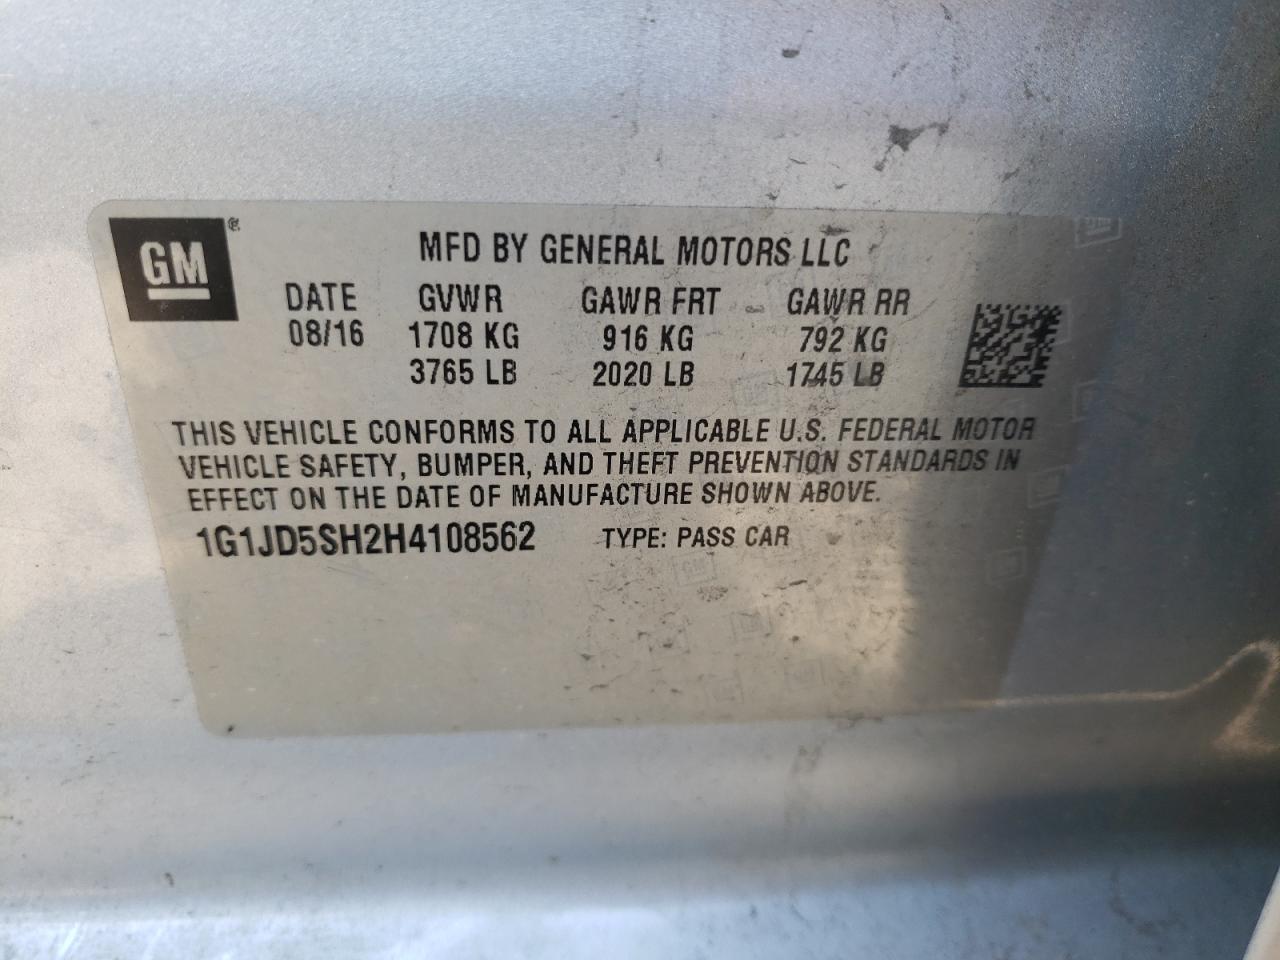 GM
MFD BY GENERAL MOTORS LLC
DATE GVWR GAWR FRT GAWR RR
08/16 1708 KG 916 KG 792 KG
3765 LB 2020 LB 1745 LB
THIS VEHICLE CONFORMS TO ALL APPLICABLE U.S. FEDERAL MOTOR
VEHICLE SAFETY, BUMPER, AND THEFT PREVENTION STANDARDS IN
EFFECT ON THE DATE OF MANUFACTURE SHOWN ABOVE.
1G1JD5SH2H4108562 TYPE: PASS CAR